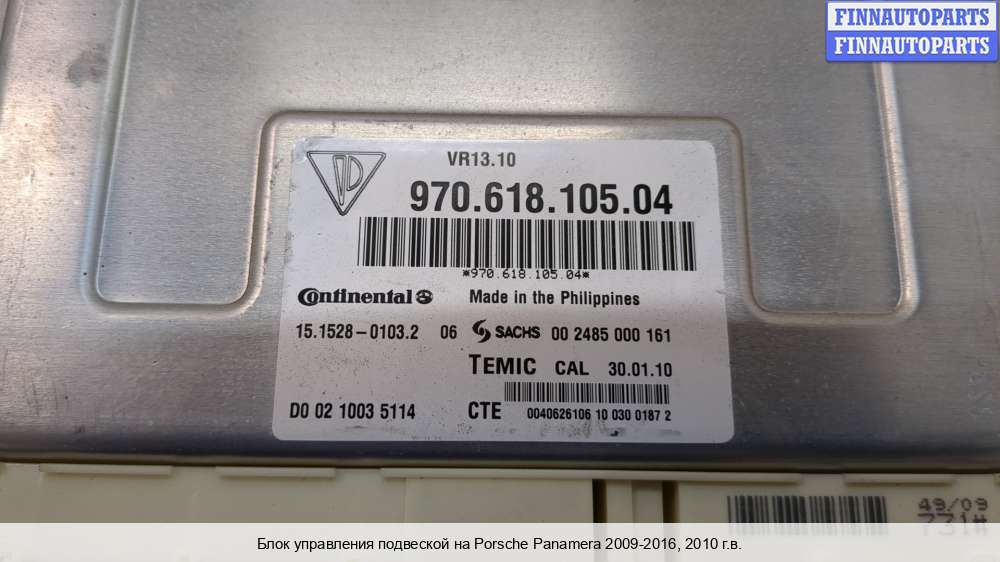 FINNAUTOPARTS
FINNAUTOPARTS
VR13.10
970.618.105.04
*970.618.105.04*
Continental Made in the Philippines
15.1528-0103.2 06 SACHS 00 2485 000 161
TEMIC CAL 30.01.10
D0 02 1003 5114 CTE 0040626106 10 030 0187 2
49/09
731#
Блок управления подвеской на Porsche Panamera 2009-2016, 2010 г.в.